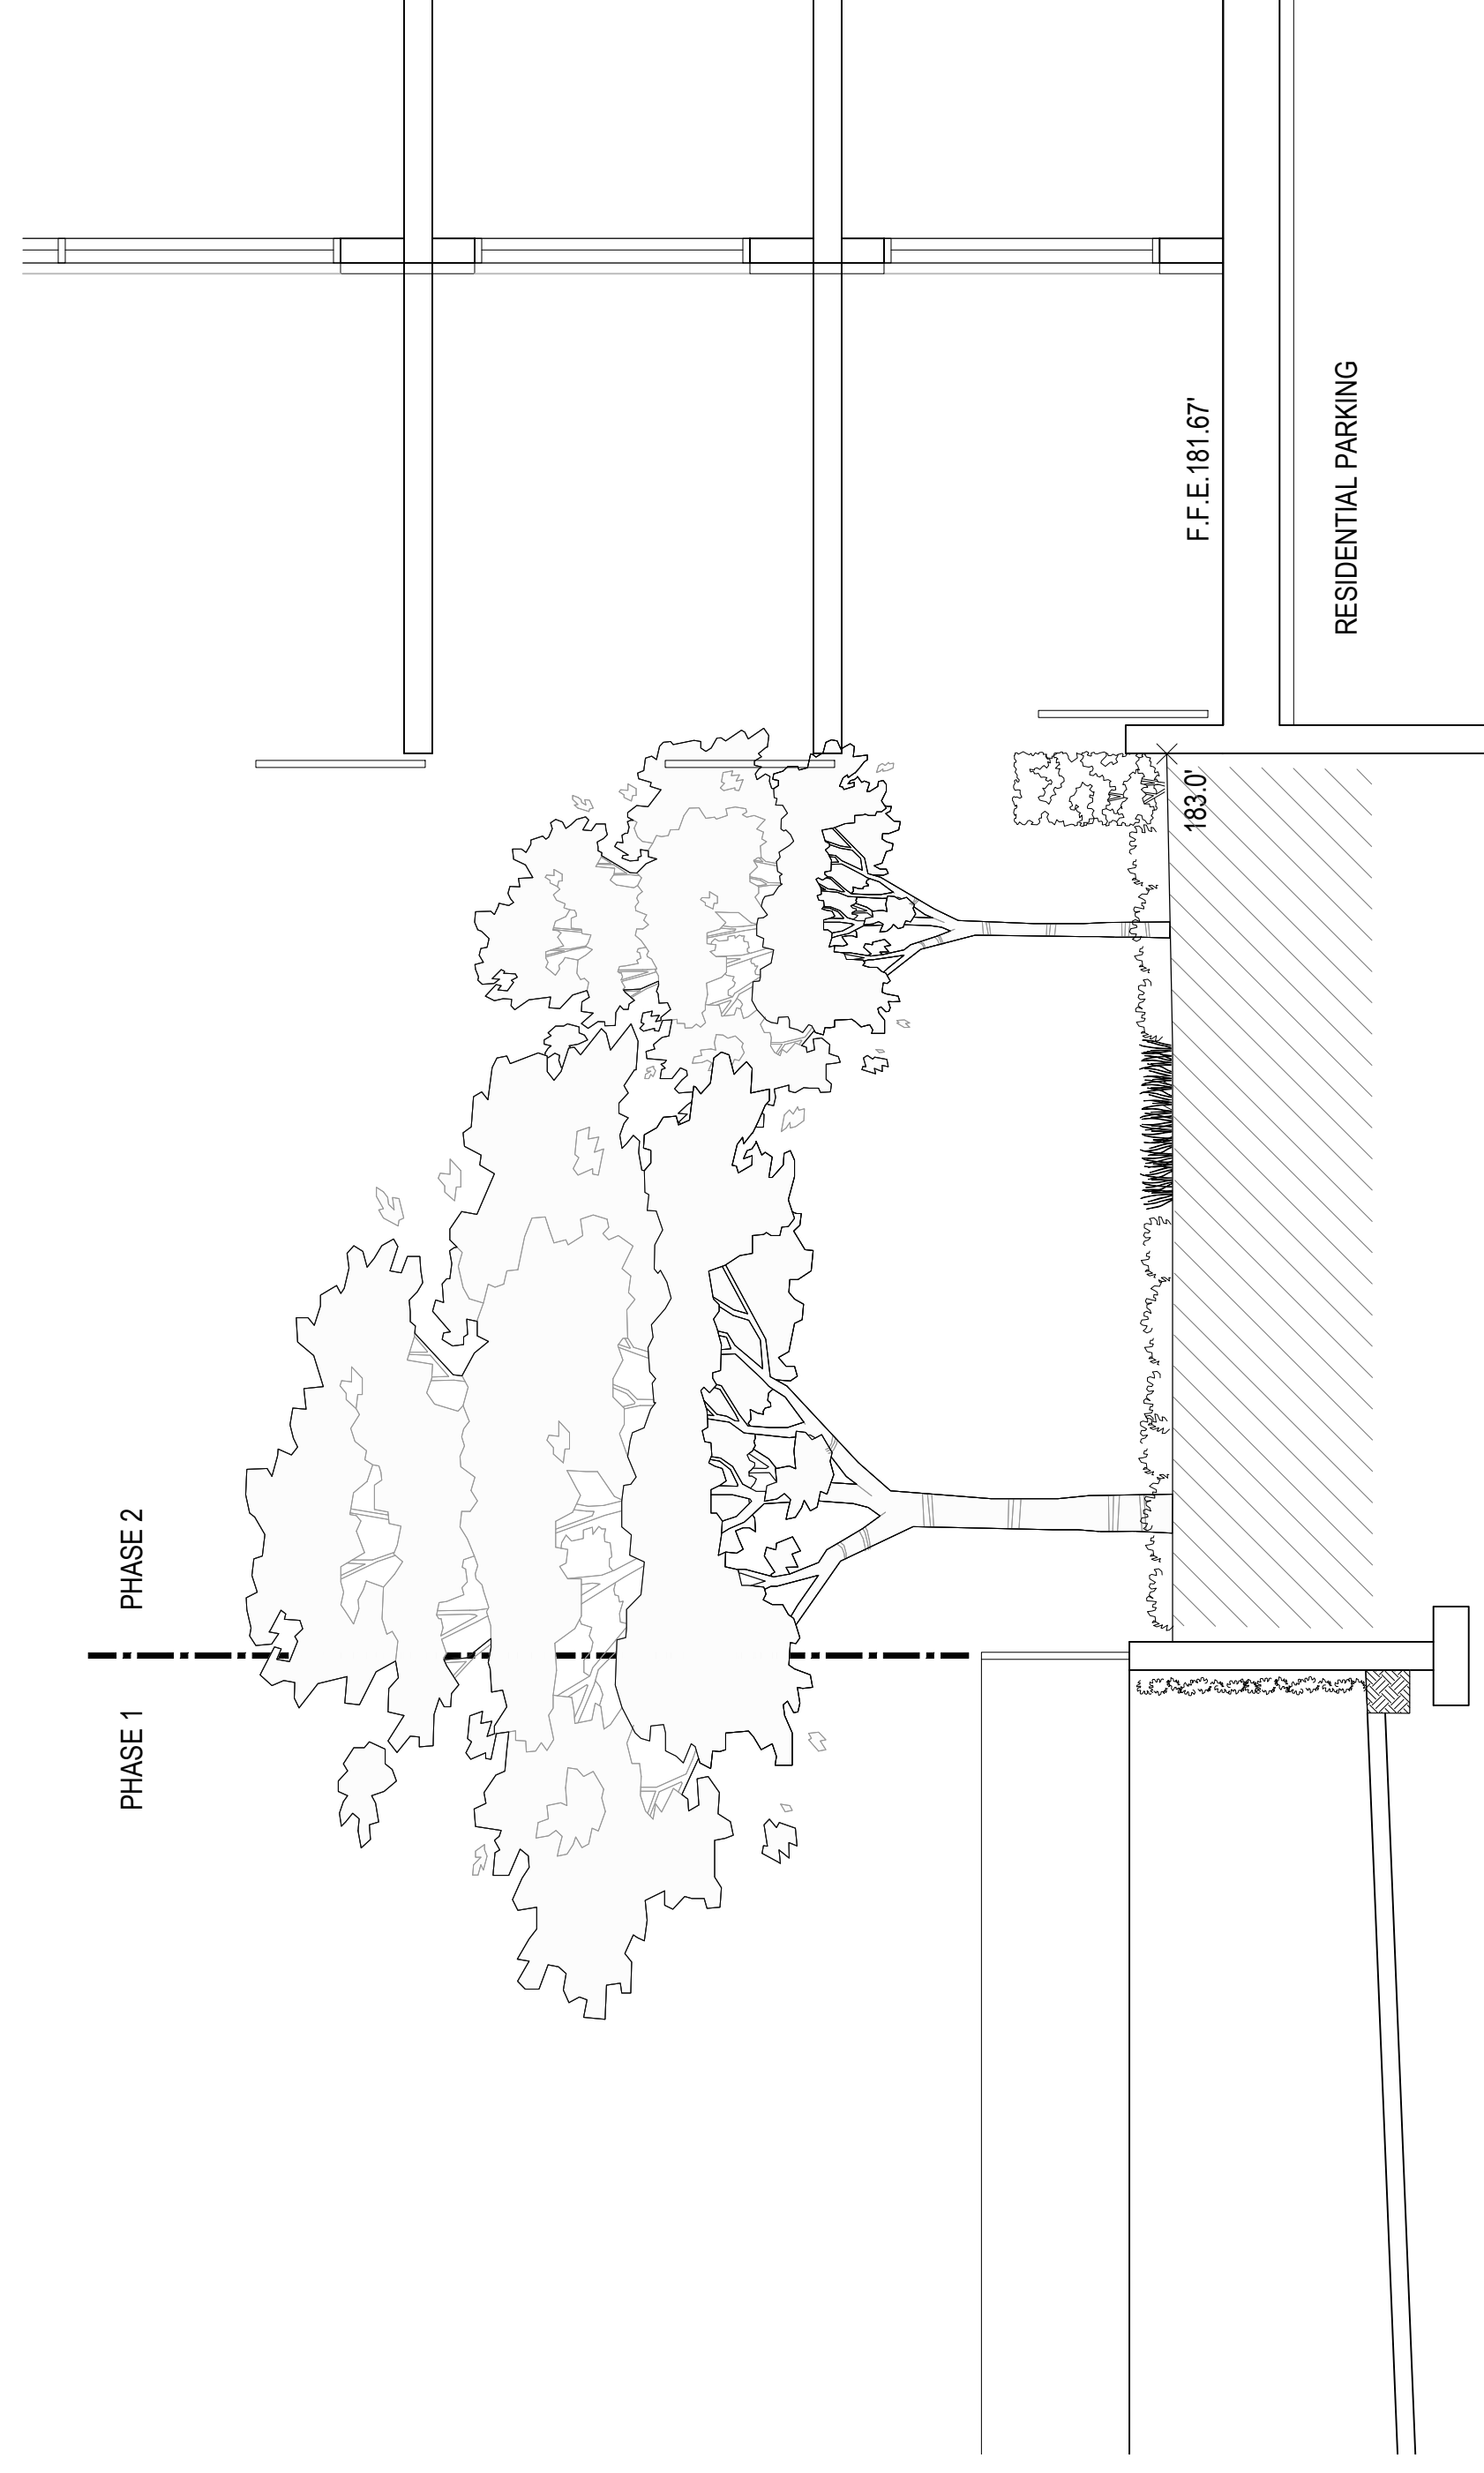 PHASE 1
PHASE 2
183.0'
F.F.E.181.67'
RESIDENTIAL PARKING